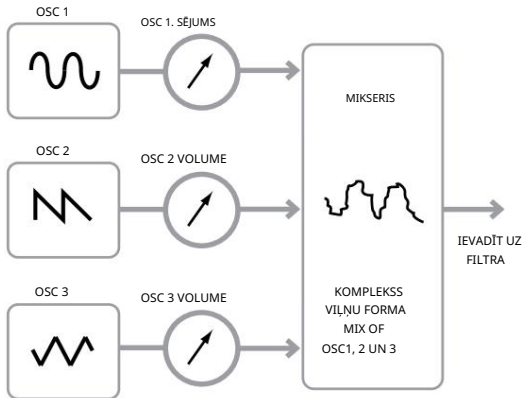 OSC 1
OSC 1. SĒJUMS
MIKSERIS
OSC 2
OSC 2 VOLUME
IEVADĪT UZ
FILTRA
OSC 3
OSC 3 VOLUME
KOMPLEKSS
VIĻŅU FORMA
MIX OF
OSC1, 2 UN 3